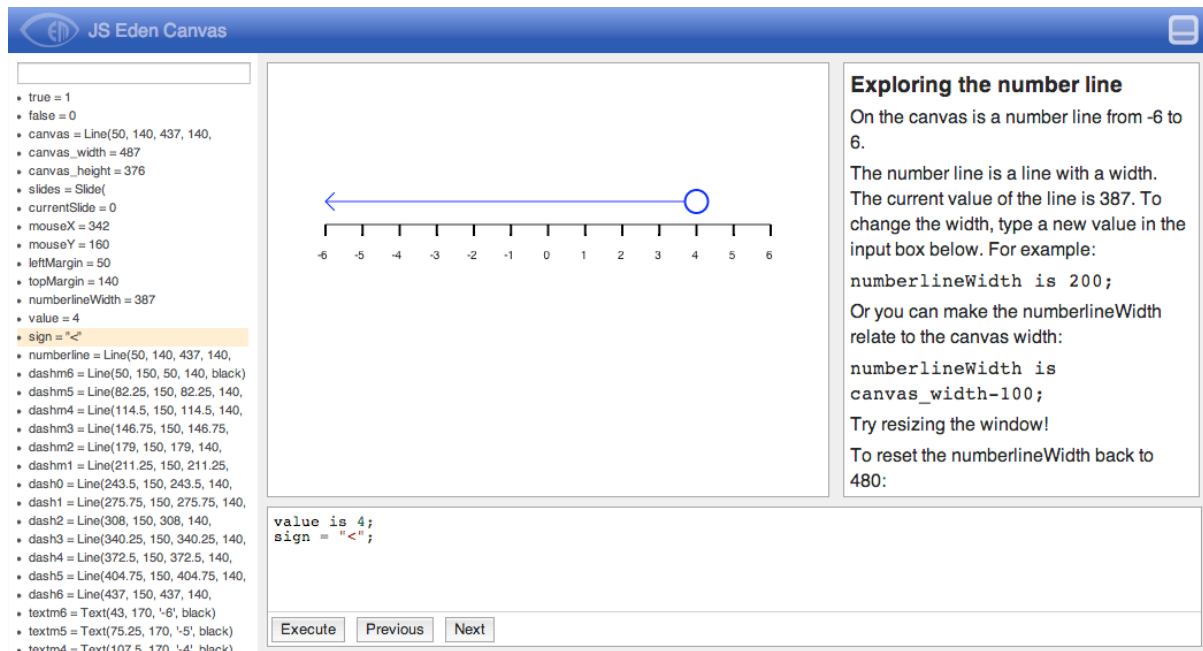 EN JS Eden Canvas
true = 1
false = 0
canvas = Line(50, 140, 437, 140,
canvas_width = 487
canvas_height = 376
slides = Slide(
currentSlide = 0
mouseX = 342
mouseY = 160
leftMargin = 50
topMargin = 140
numberlineWidth = 387
value = 4
sign = "<"
numberline = Line(50, 140, 437, 140,
dashm6 = Line(50, 150, 50, 140, black)
dashm5 = Line(82.25, 150, 82.25, 140,
dashm4 = Line(114.5, 150, 114.5, 140,
dashm3 = Line(146.75, 150, 146.75,
dashm2 = Line(179, 150, 179, 140,
dashm1 = Line(211.25, 150, 211.25,
dash0 = Line(243.5, 150, 243.5, 140,
dash1 = Line(275.75, 150, 275.75, 140,
dash2 = Line(308, 150, 308, 140,
dash3 = Line(340.25, 150, 340.25, 140,
dash4 = Line(372.5, 150, 372.5, 140,
dash5 = Line(404.75, 150, 404.75, 140,
dash6 = Line(437, 150, 437, 140,
textm6 = Text(43, 170, '-6', black)
textm5 = Text(75.25, 170, '-5', black)
textm4 = Text(107.5, 170, '-4', black)
-6 -5 -4 -3 -2 -1 0 1 2 3 4 5 6
Exploring the number line
On the canvas is a number line from -6 to
6.
The number line is a line with a width.
The current value of the line is 387. To
change the width, type a new value in the
input box below. For example:
numberlineWidth is 200;
Or you can make the numberlineWidth
relate to the canvas width:
numberlineWidth is
canvas_width-100;
Try resizing the window!
To reset the numberlineWidth back to
480:
value is 4;
sign = "<";
Execute Previous Next